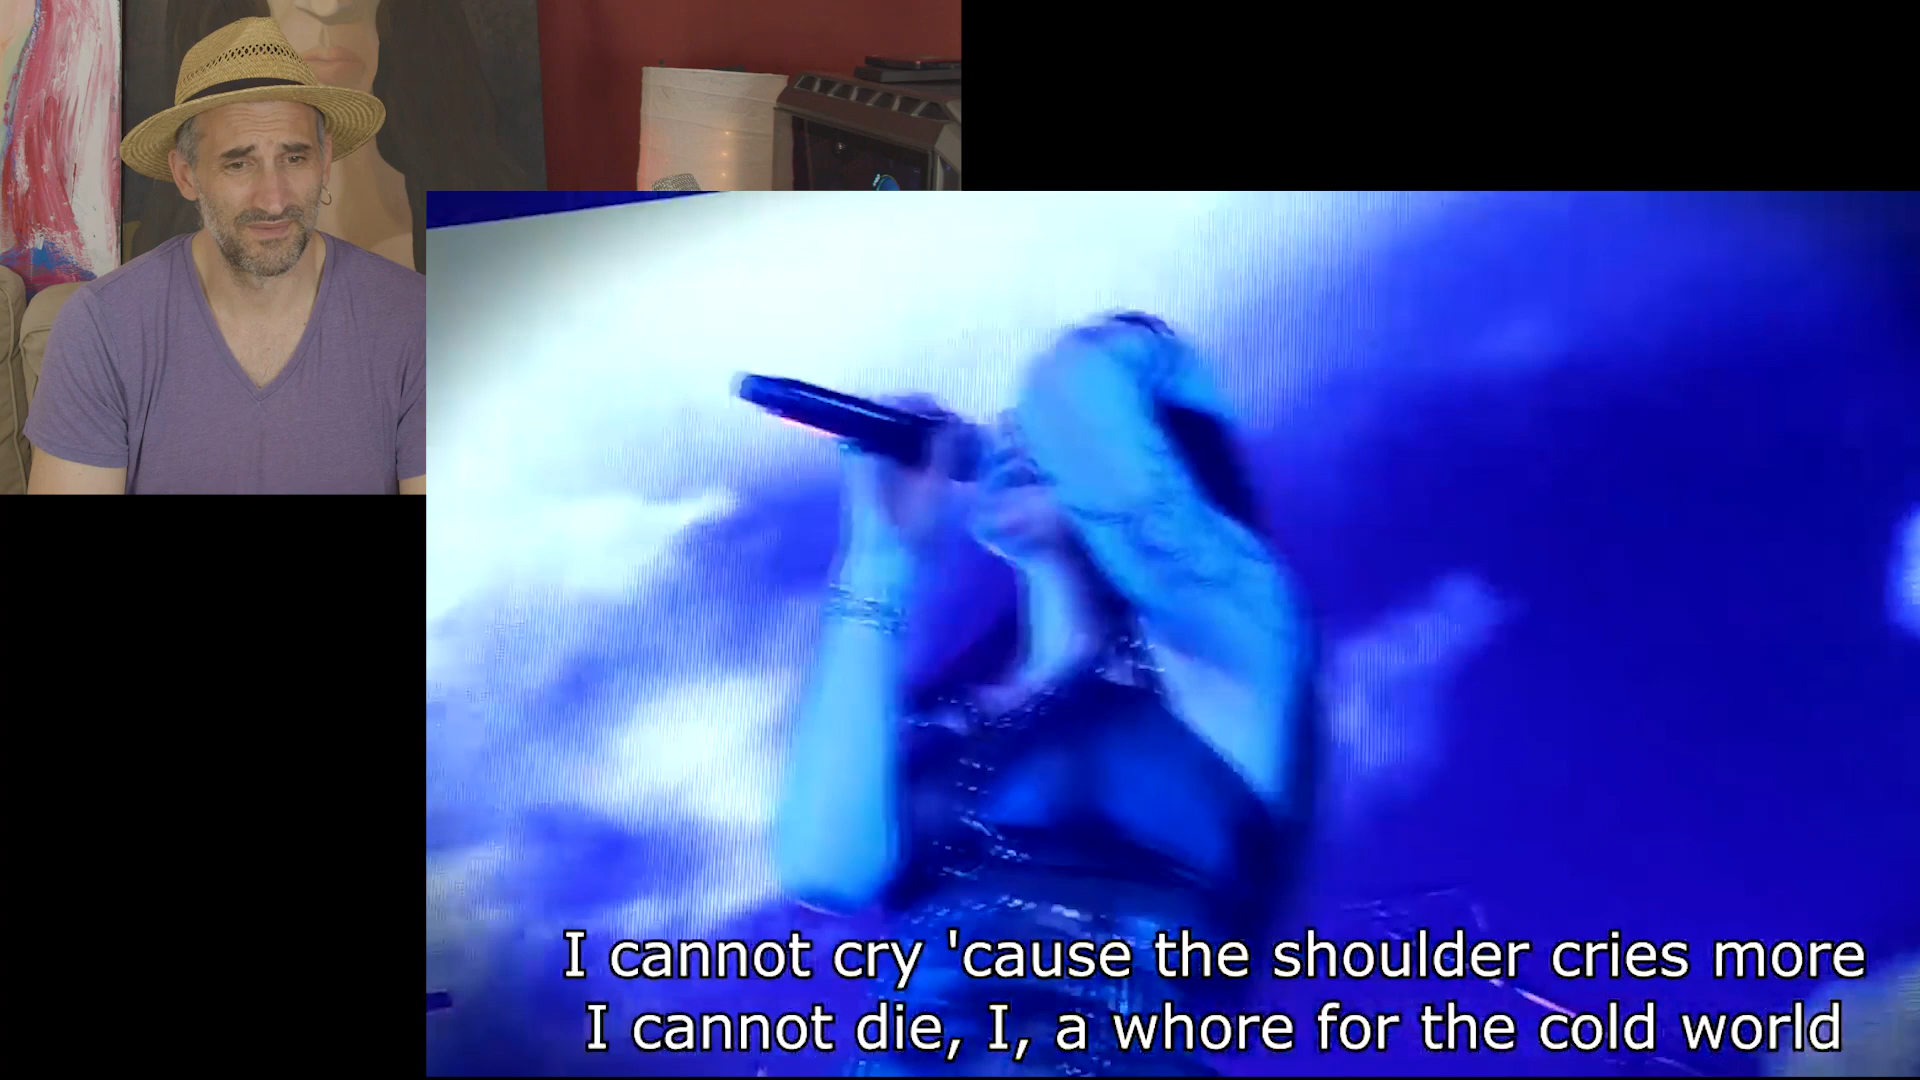 I cannot cry 'cause the shoulder cries more
I cannot die, I, a whore for the cold world